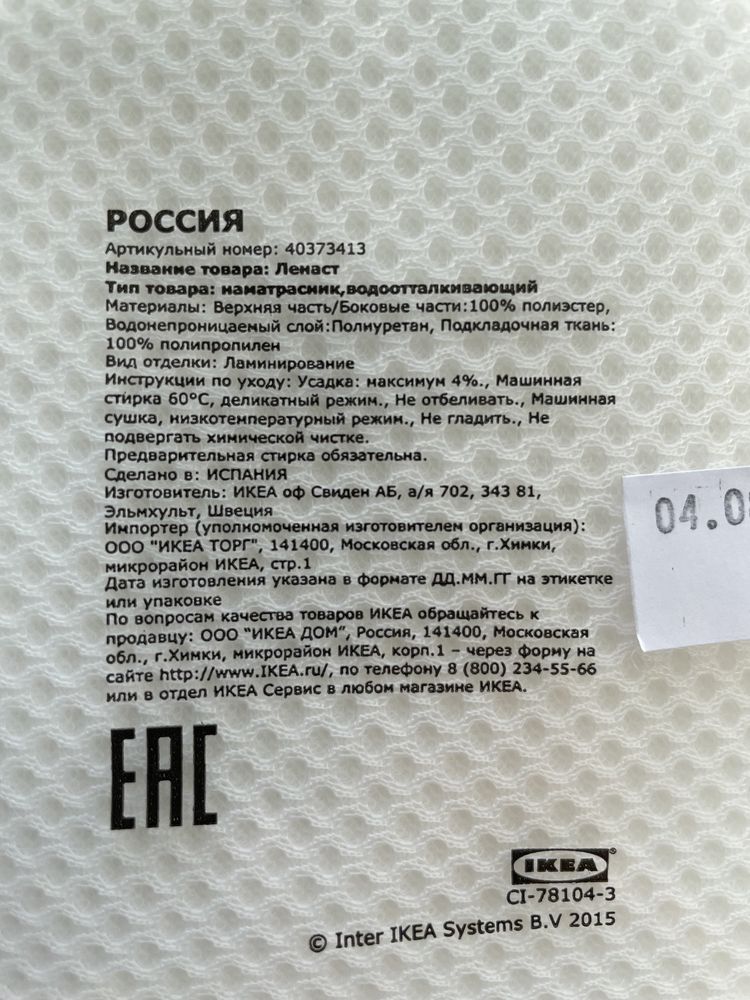 РОССИЯ
Артикульный номер: 40373413
Название товара: Ленаст
Тип товара: наматрасник,водоотталкивающий
Материалы: Верхняя часть/Боковые части:100% полиэстер,
Водонепроницаемый слой:Полиуретан, Подкладочная ткань:
100% полипропилен
Вид отделки: Ламинирование
Инструкции по уходу: Усадка: максимум 4%., Машинная
стирка 60°С, деликатный режим., Не отбеливать., Машинная
сушка, низкотемпературный режим., Не гладить., Не
подвергать химической чистке.
Предварительная стирка обязательна.
Сделано в: ИСПАНИЯ
Изготовитель: ИКЕА оф Свиден АБ, а/я 702, 343 81,
Эльмхульт, Швеция
Импортер (уполномоченная изготовителем организация):
ООО "ИКЕА ТОРГ", 141400, Московская обл., г.Химки,
микрорайон ИКЕА, стр.1
Дата изготовления указана в формате ДД.ММ.ГГ на этикетке
или упаковке
По вопросам качества товаров ИКЕА обращайтесь к
продавцу: ООО "ИКЕА ДОМ", Россия, 141400, Московская
обл., г.Химки, микрорайон ИКЕА, корп.1 – через форму на
сайте http://www.IKEA.ru/, по телефону 8 (800) 234-55-66
или в отдел ИКЕА Сервис в любом магазине ИКЕА.
04.0
EAC
IKEA®
CI-78104-3
© Inter IKEA Systems B.V 2015